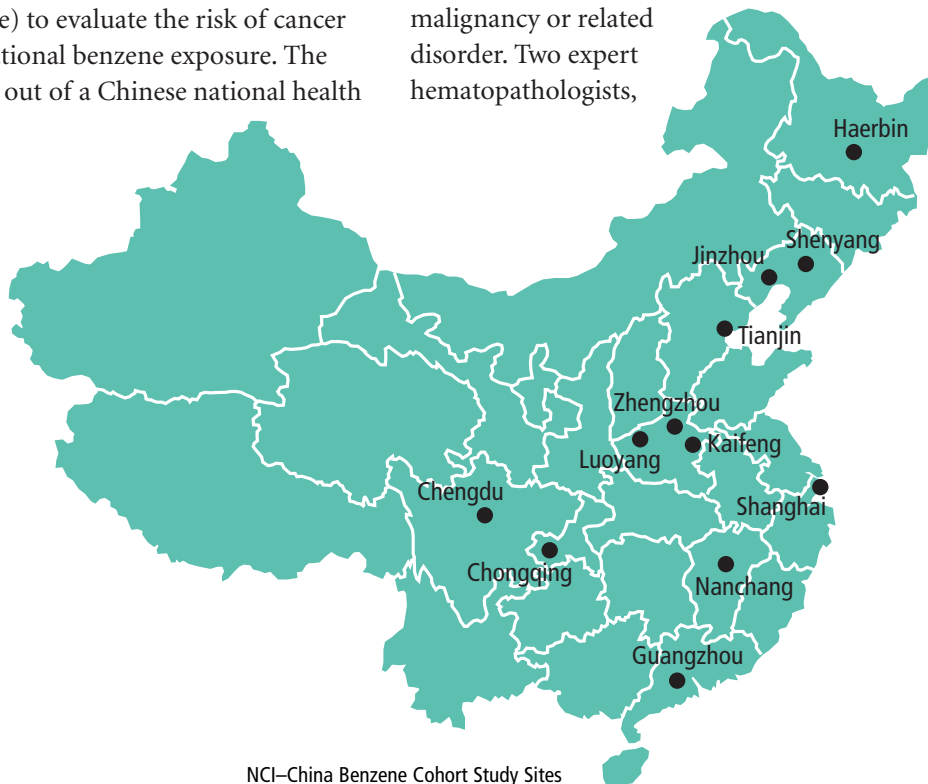 e) to evaluate the risk of cancer
tional benzene exposure. The
out of a Chinese national health
malignancy or related
disorder. Two expert
hematopathologists,
Haerbin
Shenyang
Jinzhou
Tianjin
Zhengzhou
Kaifeng
Luoyang
Chengdu
Shanghai
Chongqing
Nanchang
Guangzhou
NCI–China Benzene Cohort Study Sites